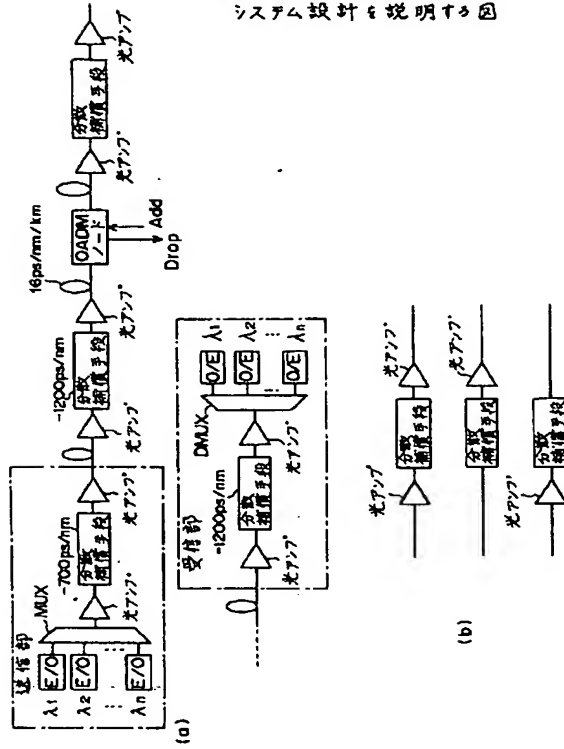 システム設計を説明する図
送信部
λ1 E/O
λ2 E/O
λn E/O
MUX
光アンプ
-700ps/nm
分散補償手段
光アンプ
光アンプ
-1200ps/nm
分散補償手段
光アンプ
16ps/nm/km
OADM
ノード
Add
Drop
光アンプ
分散補償手段
光アンプ
(a)
受信部
光アンプ
-1200ps/nm
分散補償手段
光アンプ
DMUX
O/E λ1
O/E λ2
O/E λn
(b)
光アンプ
分散補償手段
光アンプ
分散補償手段
光アンプ
光アンプ
分散補償手段